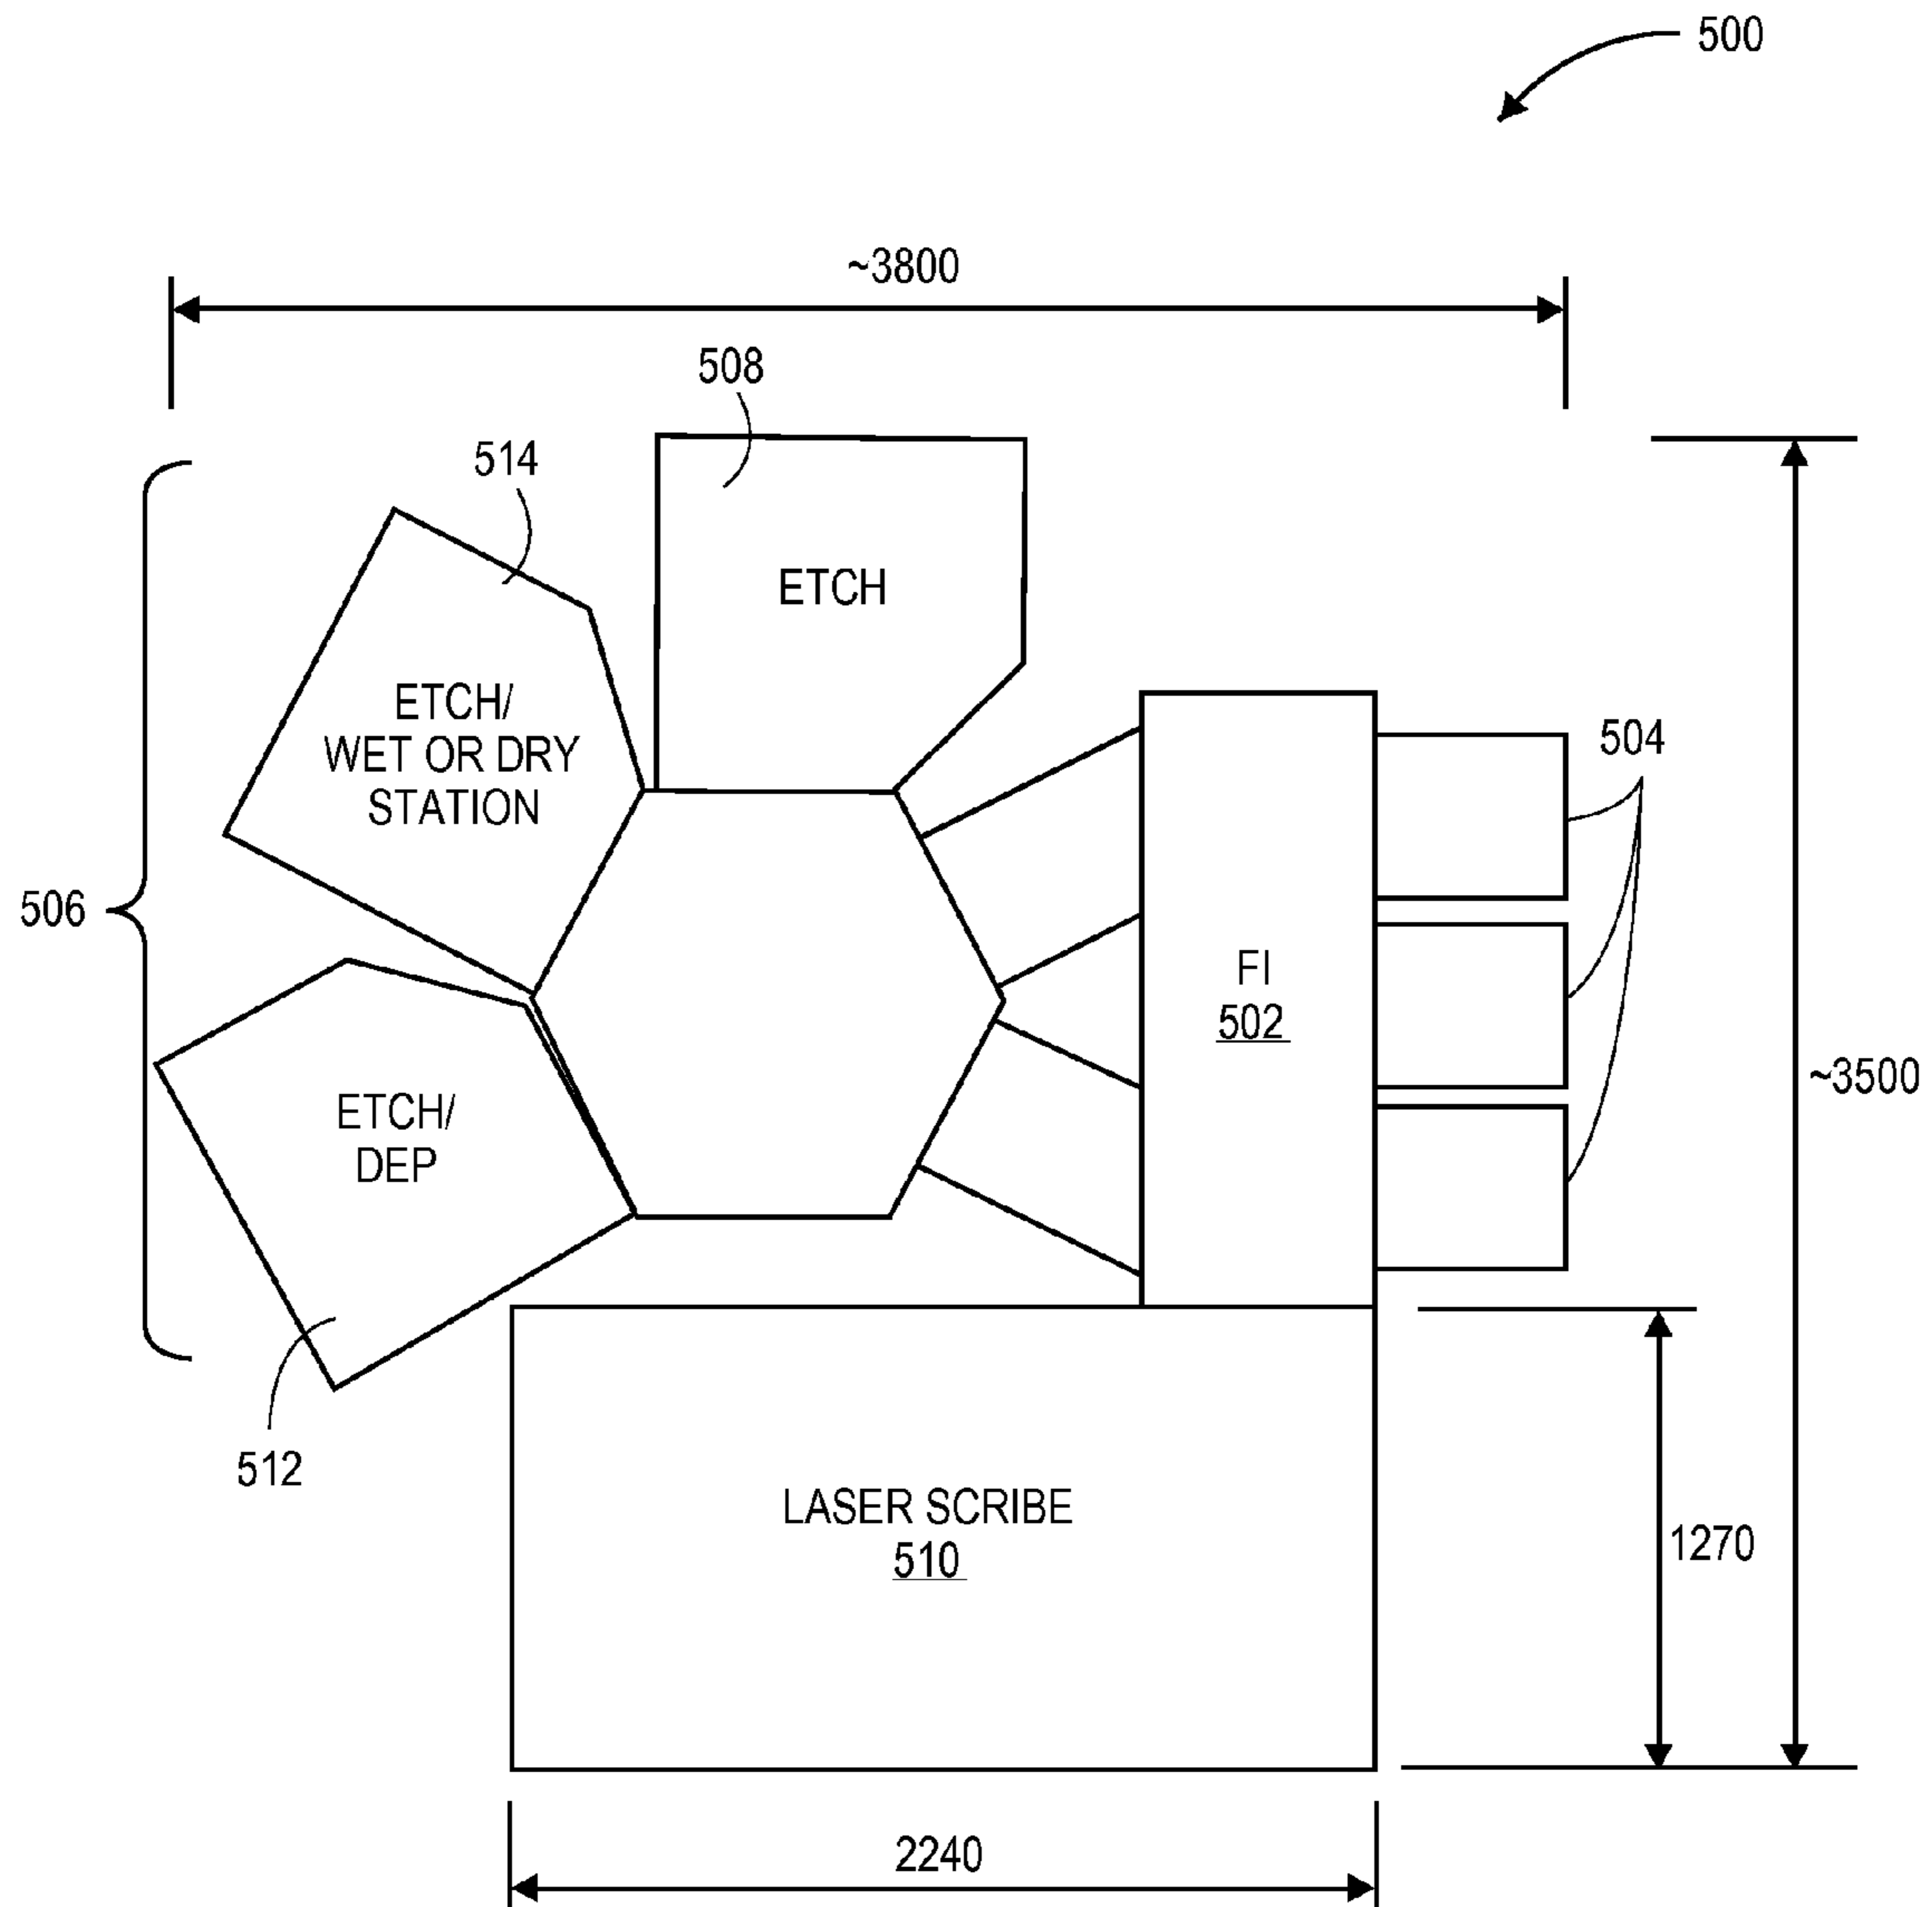 500
~3800
508
514
ETCH
ETCH/
WET OR DRY
STATION
504
506
FI
502
~3500
ETCH/
DEP
512
LASER SCRIBE
510
1270
2240